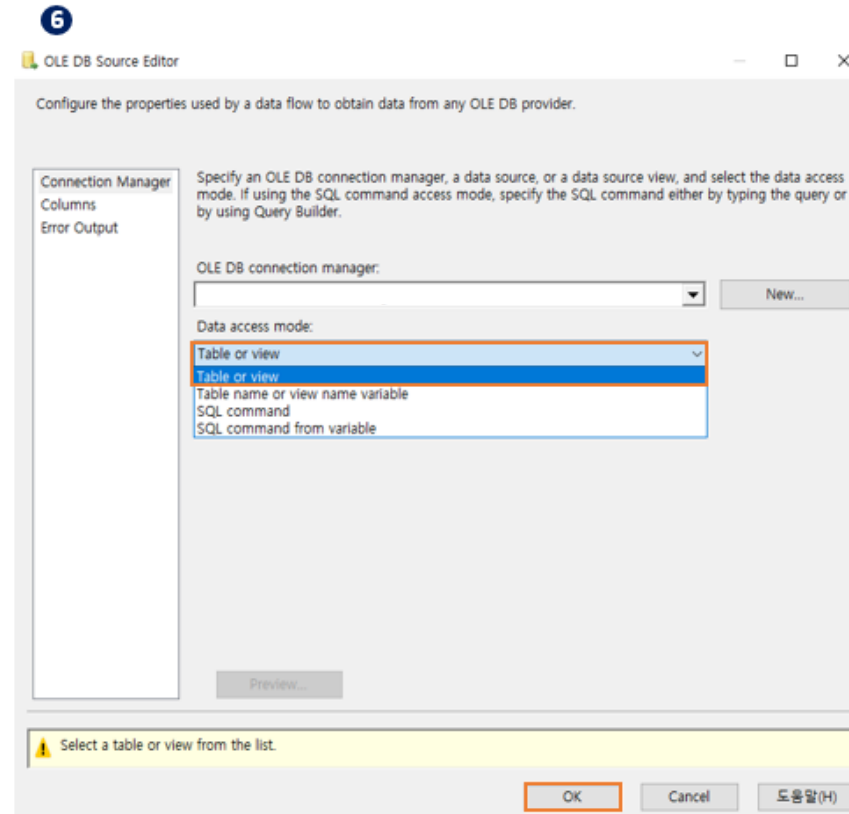 6
OLE DB Source Editor
Configure the properties used by a data flow to obtain data from any OLE DB provider.
Connection Manager
Columns
Error Output
Specify an OLE DB connection manager, a data source, or a data source view, and select the data access
mode. If using the SQL command access mode, specify the SQL command either by typing the query or
by using Query Builder.
OLE DB connection manager:
New...
Data access mode:
Table or view
Table or view
Table name or view name variable
SQL command
SQL command from variable
Preview...
Select a table or view from the list.
OK
Cancel
도움말(H)